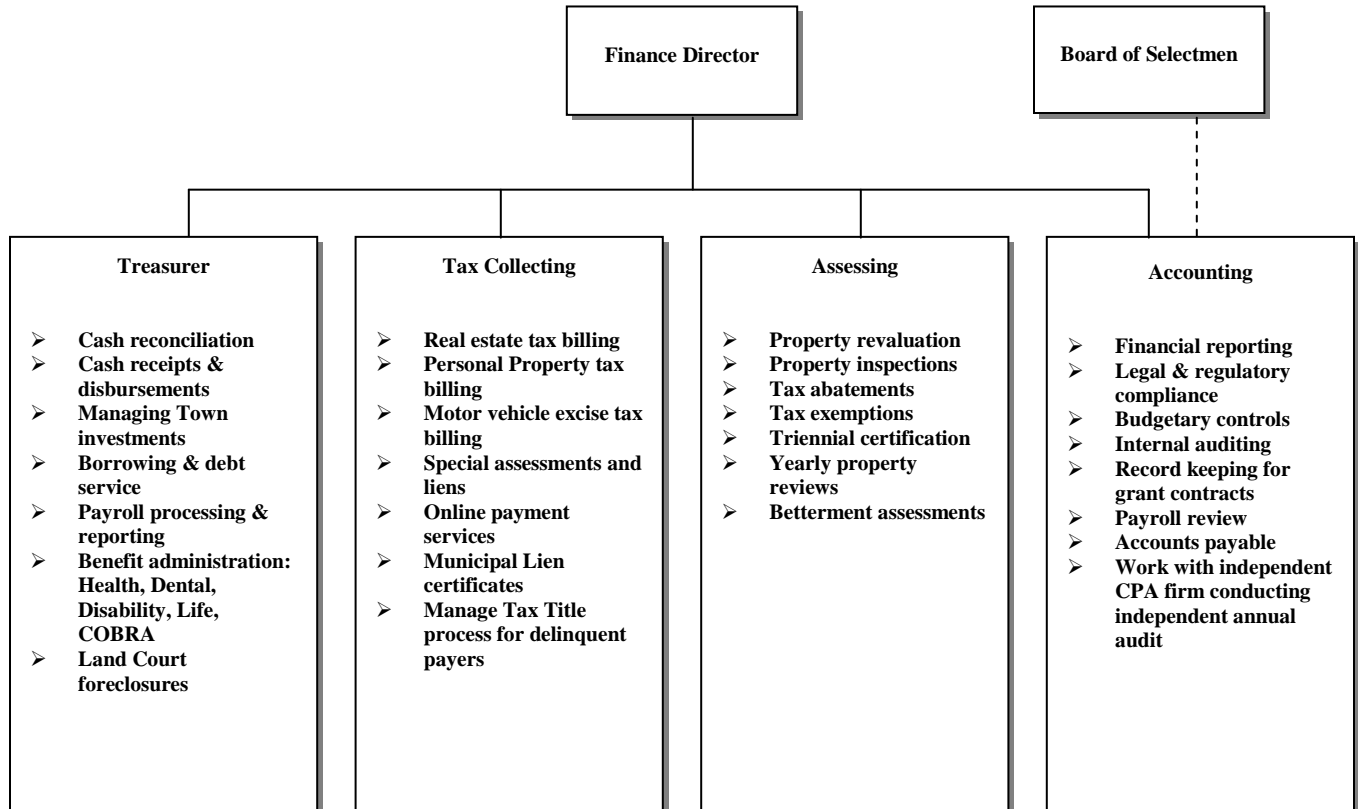 Finance Director
Board of Selectmen
Treasurer
➢ Cash reconciliation
➢ Cash receipts &
disbursements
➢ Managing Town
investments
➢ Borrowing & debt
service
➢ Payroll processing &
reporting
➢ Benefit administration:
Health, Dental,
Disability, Life,
COBRA
➢ Land Court
foreclosures
Tax Collecting
➢ Real estate tax billing
➢ Personal Property tax
billing
➢ Motor vehicle excise tax
billing
➢ Special assessments and
liens
➢ Online payment
services
➢ Municipal Lien
certificates
➢ Manage Tax Title
process for delinquent
payers
Assessing
➢ Property revaluation
➢ Property inspections
➢ Tax abatements
➢ Tax exemptions
➢ Triennial certification
➢ Yearly property
reviews
➢ Betterment assessments
Accounting
➢ Financial reporting
➢ Legal & regulatory
compliance
➢ Budgetary controls
➢ Internal auditing
➢ Record keeping for
grant contracts
➢ Payroll review
➢ Accounts payable
➢ Work with independent
CPA firm conducting
independent annual
audit